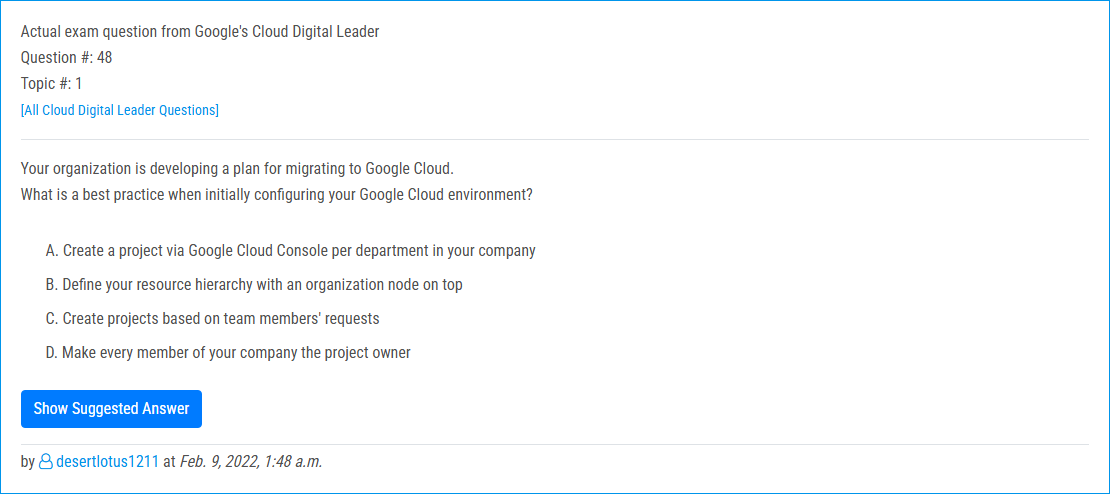 Actual exam question from Google's Cloud Digital Leader
Question #: 48
Topic #: 1
[All Cloud Digital Leader Questions]
Your organization is developing a plan for migrating to Google Cloud.
What is a best practice when initially configuring your Google Cloud environment?
A. Create a project via Google Cloud Console per department in your company
B. Define your resource hierarchy with an organization node on top
C. Create projects based on team members' requests
D. Make every member of your company the project owner
Show Suggested Answer
by desertlotus1211 at Feb. 9, 2022, 1:48 a.m.